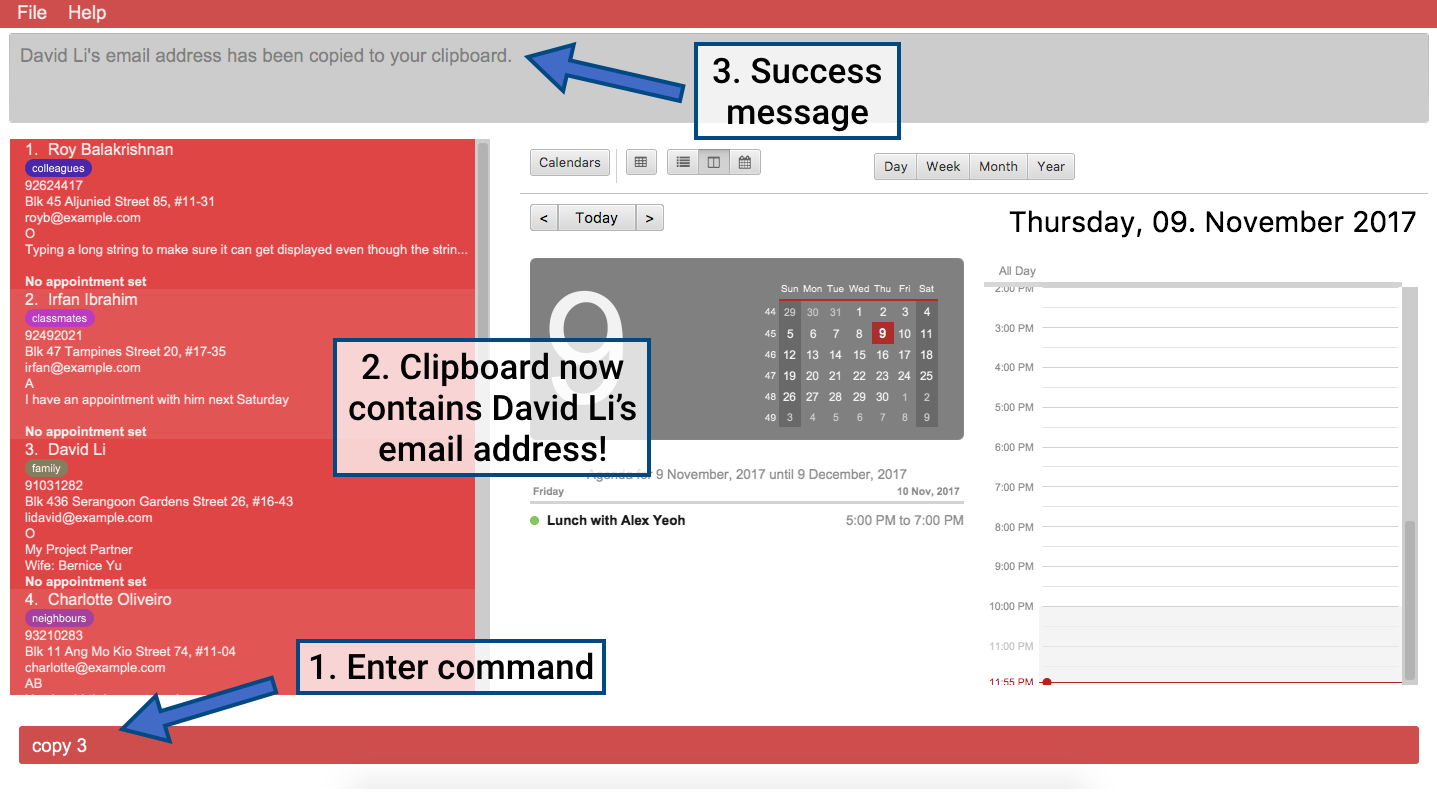 File Help
David Li's email address has been copied to your clipboard.
3. Success
message
1. Roy Balakrishnan
colleagues
92624417
Blk 45 Aljunied Street 85, #11-31
royb@example.com
O
Typing a long string to make sure it can get displayed even though the strin...
No appointment set
2. Irfan Ibrahim
classmates
92492021
Blk 47 Tampines Street 20, #17-35
irfan@example.com
A
I have an appointment with him next Saturday
No appointment set
3. David Li
family
91031282
Blk 436 Serangoon Gardens Street 26, #16-43
lidavid@example.com
O
My Project Partner
Wife: Bernice Yu
No appointment set
4. Charlotte Oliveiro
neighbours
93210283
Blk 11 Ang Mo Kio Street 74, #11-04
charlotte@example.com
AB
2. Clipboard now
contains David Li’s
email address!
1. Enter command
copy 3
Calendars
Day Week Month Year
< Today >
Thursday, 09. November 2017
9
Sun Mon Tue Wed Thu Fri Sat
44 29 30 31 1 2 3 4
45 5 6 7 8 9 10 11
46 12 13 14 15 16 17 18
47 19 20 21 22 23 24 25
48 26 27 28 29 30 1 2
49 3 4 5 6 7 8 9
Agenda for 9 November, 2017 until 9 December, 2017
Friday 10 Nov, 2017
Lunch with Alex Yeoh 5:00 PM to 7:00 PM
All Day
2:00 PM
3:00 PM
4:00 PM
5:00 PM
6:00 PM
7:00 PM
8:00 PM
9:00 PM
10:00 PM
11:00 PM
11:55 PM